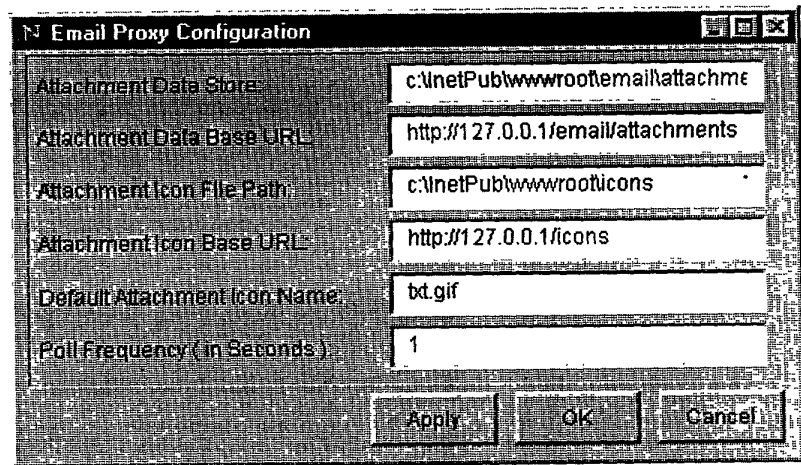 Email Proxy Configuration
Attachment Data Store: c:\InetPub\wwwroot\email\attachme
Attachment Data Base URL: http://127.0.0.1/email/attachments
Attachment Icon File Path: c:\InetPub\wwwroot\icons
Attachment Icon Base URL: http://127.0.0.1/icons
Default Attachment Icon Name: txt.gif
Poll Frequency ( in Seconds ) 1
Apply OK Cancel